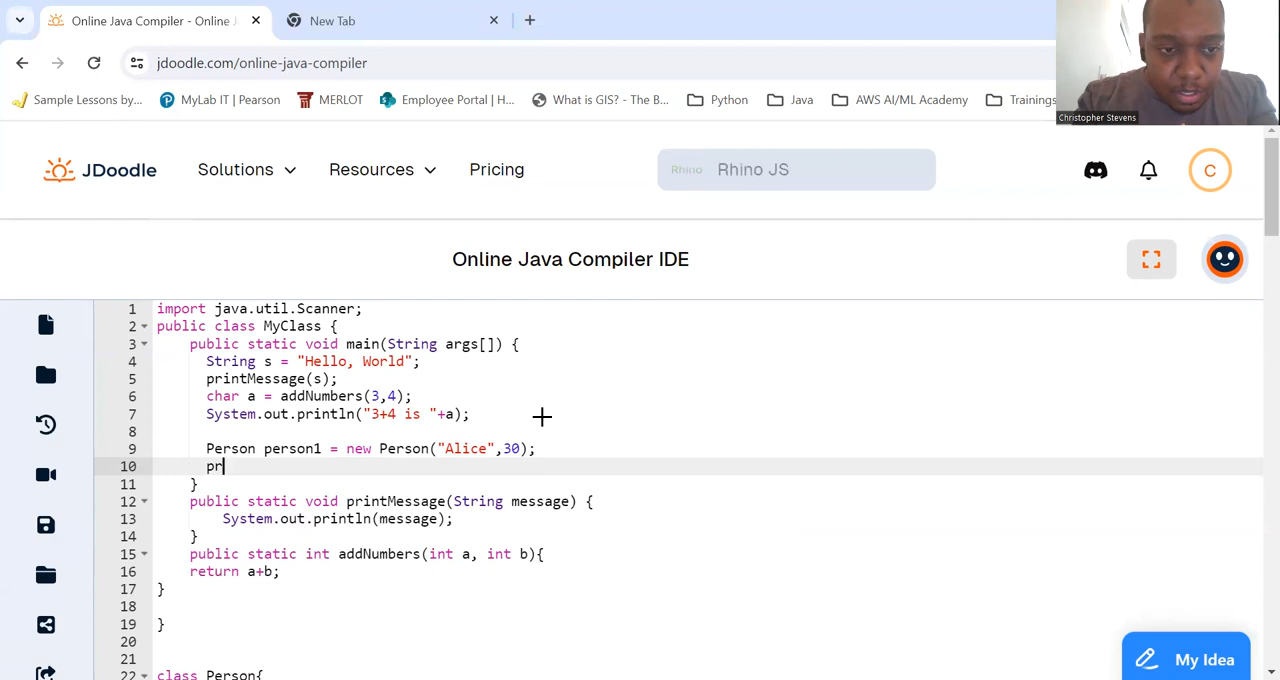 Online Java Compiler - Online J
New Tab
jdoodle.com/online-java-compiler
Sample Lessons by...
MyLab IT | Pearson
MERLOT
Employee Portal | H...
What is GIS? - The B...
Python
Java
AWS AI/ML Academy
Trainings
Christopher Stevens
JDoodle
Solutions
Resources
Pricing
Rhino Rhino JS
C
Online Java Compiler IDE
1 import java.util.Scanner;
2 public class MyClass {
3 public static void main(String args[]) {
4 String s = "Hello, World";
5 printMessage(s);
6 char a = addNumbers(3,4);
7 System.out.println("3+4 is "+a);
8
9 Person person1 = new Person("Alice",30);
10 pr
11 }
12 public static void printMessage(String message) {
13 System.out.println(message);
14 }
15 public static int addNumbers(int a, int b){
16 return a+b;
17 }
18
19 }
20
21
22 class Person{
My Idea